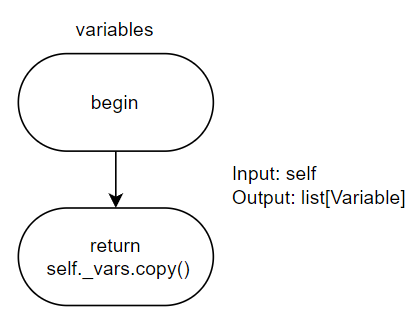 variables
begin
Input: self
Output: list[Variable]
return
self._vars.copy()